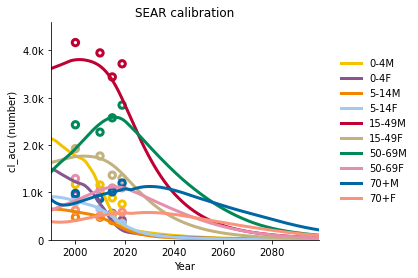 SEAR calibration
cl_acu (number)
4.0k
3.0k
2.0k
1.0k
0
2000
2020
2040
2060
2080
Year
0-4M
0-4F
5-14M
5-14F
15-49M
15-49F
50-69M
50-69F
70+M
70+F